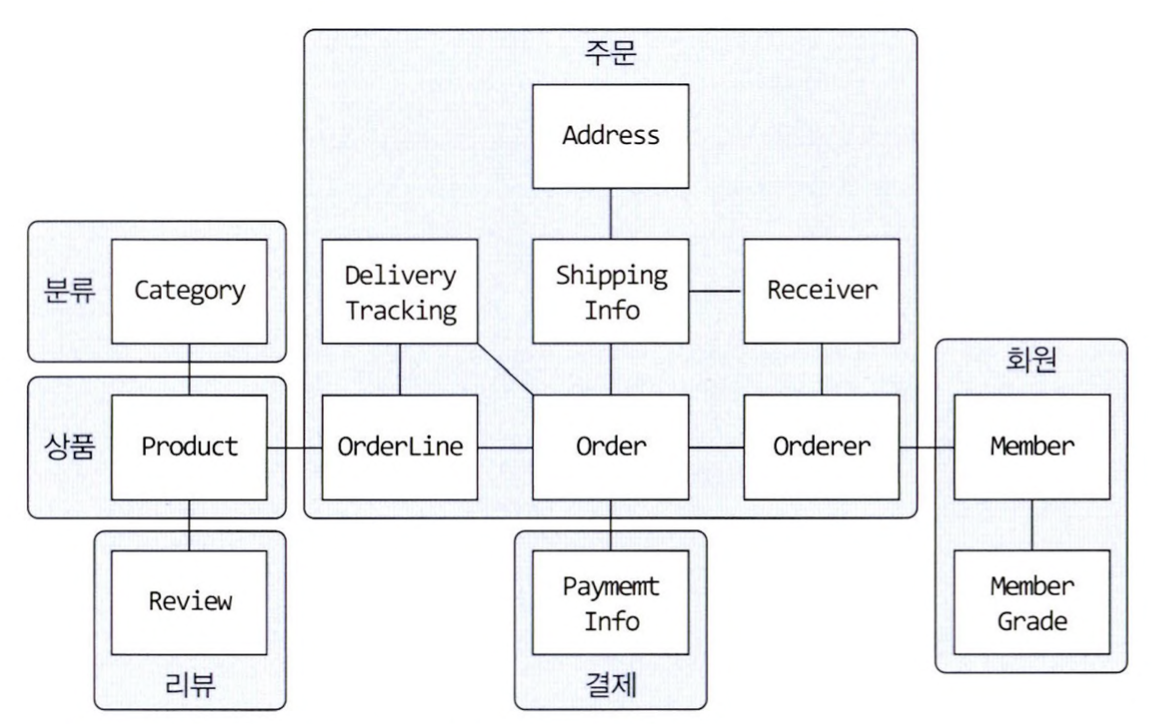 주문
Address
분류
Category
Delivery
Tracking
Shipping
Info
Receiver
회원
상품
Product
OrderLine
Order
Orderer
Member
Review
리뷰
Paymemt
Info
결제
Member
Grade